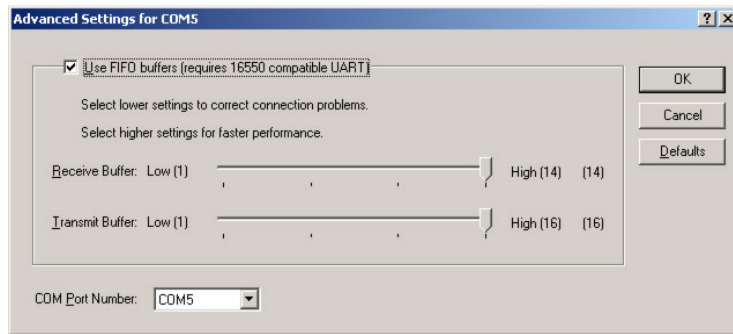 Advanced Settings for COM5
Use FIFO buffers (requires 16550 compatible UART)
OK
Select lower settings to correct connection problems.
Cancel
Select higher settings for faster performance.
Defaults
Receive Buffer: Low (1) High (14) (14)
Transmit Buffer: Low (1) High (16) (16)
COM Port Number: COM5